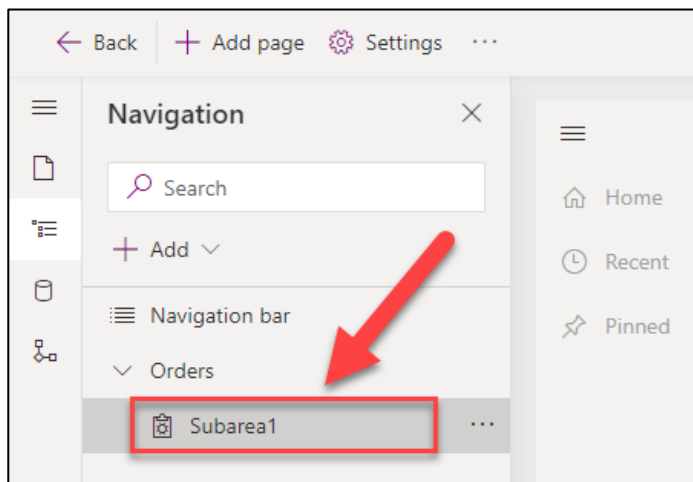 Back Add page Settings ...
Navigation
Search
Add
Navigation bar
Orders
Subarea1 ...
Home
Recent
Pinned